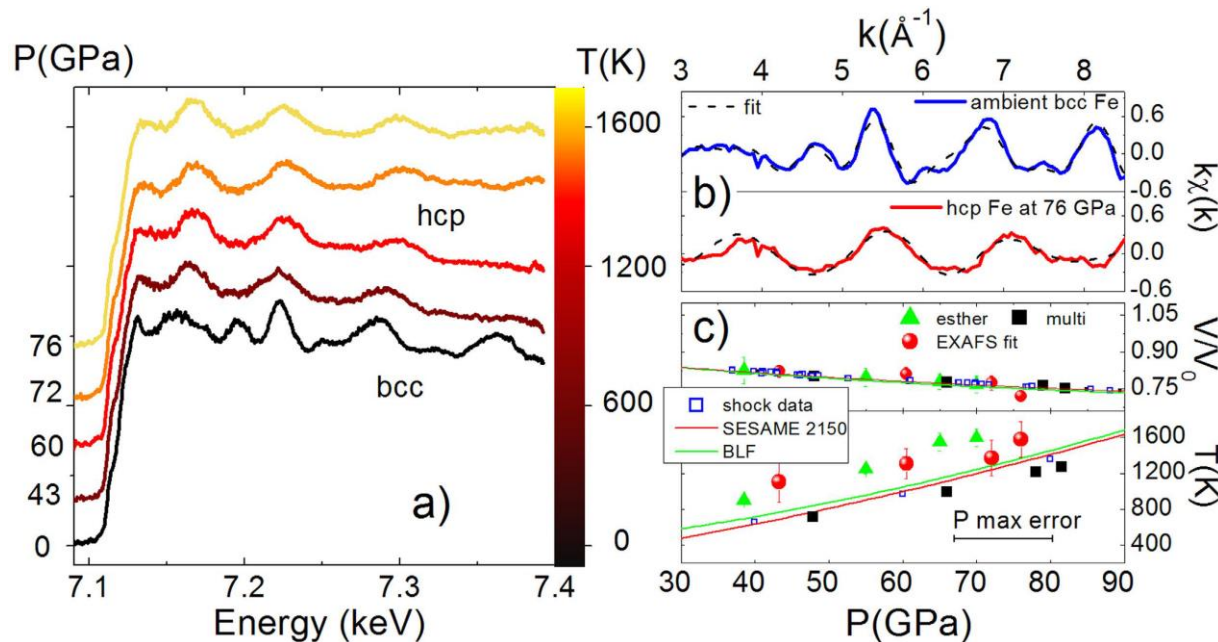 P(GPa)
T(K)
76
72
60
43
0
hcp
bcc
a)
1600
1200
600
0
7.1 7.2 7.3 7.4
Energy (keV)
k(Å-1)
3 4 5 6 7 8
fit
ambient bcc Fe
0.6
0.0
-0.6
b)
hcp Fe at 76 GPa
0.6
0.0
-0.6
kχ(k)
c)
esther
multi
EXAFS fit
1.05
0.90
0.75
V/V0
shock data
SESAME 2150
BLF
P max error
1600
1200
800
400
T(K)
30 40 50 60 70 80 90
P(GPa)